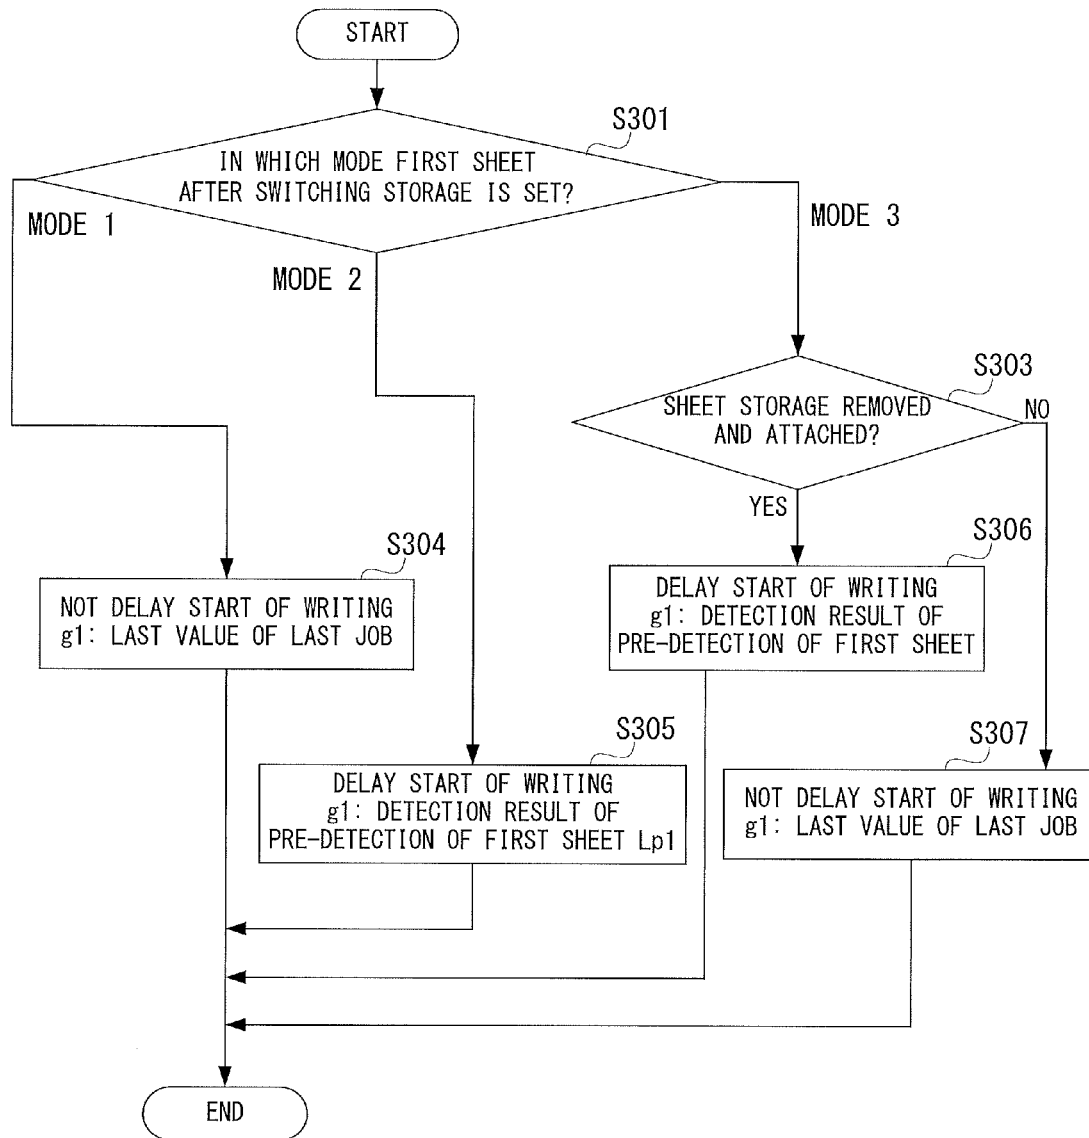 START
S301
IN WHICH MODE FIRST SHEET
AFTER SWITCHING STORAGE IS SET?
MODE 1
MODE 2
MODE 3
S303
SHEET STORAGE REMOVED
AND ATTACHED?
NO
YES
S304
NOT DELAY START OF WRITING
g1: LAST VALUE OF LAST JOB
S306
DELAY START OF WRITING
g1: DETECTION RESULT OF
PRE-DETECTION OF FIRST SHEET
S305
DELAY START OF WRITING
g1: DETECTION RESULT OF
PRE-DETECTION OF FIRST SHEET Lp1
S307
NOT DELAY START OF WRITING
g1: LAST VALUE OF LAST JOB
END